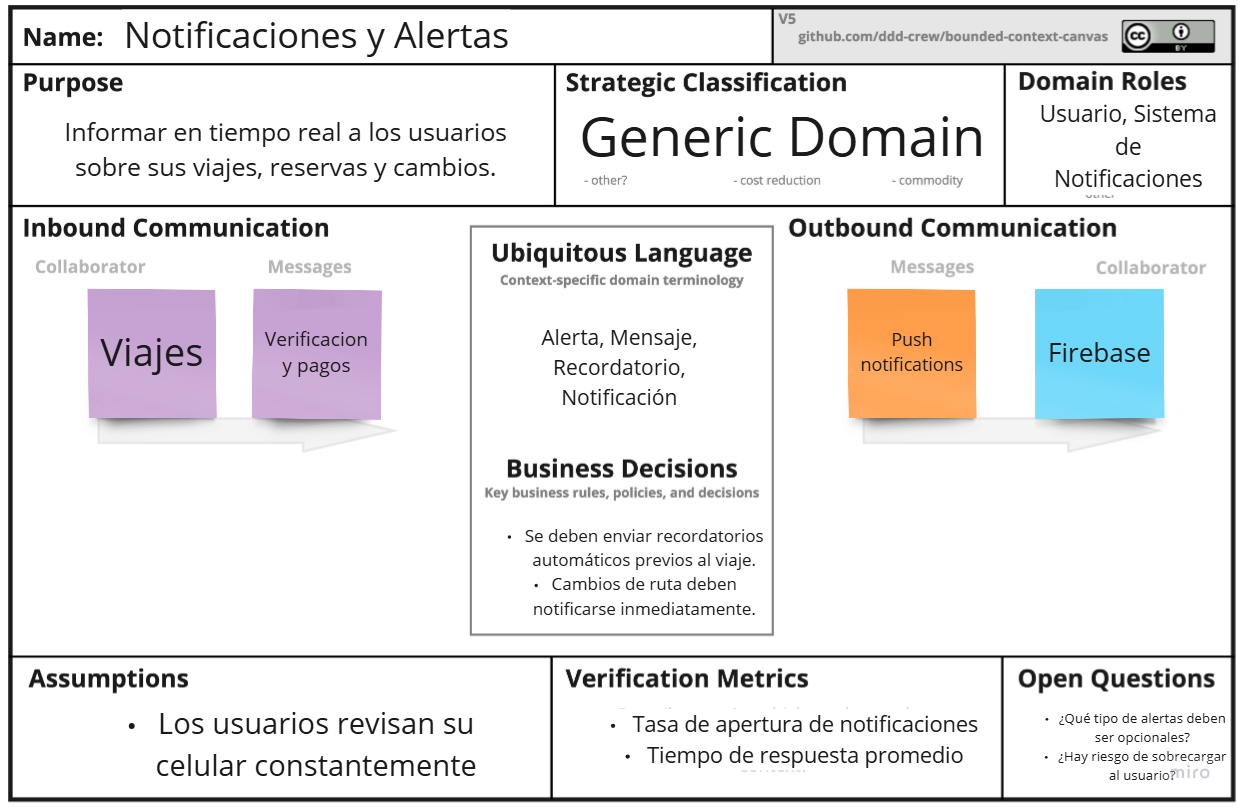 Name: Notificaciones y Alertas
V5
github.com/ddd-crew/bounded-context-canvas
CC
BY
Purpose
Informar en tiempo real a los usuarios
sobre sus viajes, reservas y cambios.
Strategic Classification
Generic Domain
- other?
- cost reduction
- commodity
Domain Roles
Usuario, Sistema
de
Notificaciones
Inbound Communication
Collaborator
Messages
Viajes
Verificacion
y pagos
Ubiquitous Language
Context-specific domain terminology
Alerta, Mensaje,
Recordatorio,
Notificación
Business Decisions
Key business rules, policies, and decisions
• Se deben enviar recordatorios
automáticos previos al viaje.
• Cambios de ruta deben
notificarse inmediatamente.
Outbound Communication
Messages
Collaborator
Push
notifications
Firebase
Assumptions
• Los usuarios revisan su
celular constantemente
Verification Metrics
• Tasa de apertura de notificaciones
• Tiempo de respuesta promedio
Open Questions
• ¿Qué tipo de alertas deben
ser opcionales?
• ¿Hay riesgo de sobrecargar
al usuario?
miro